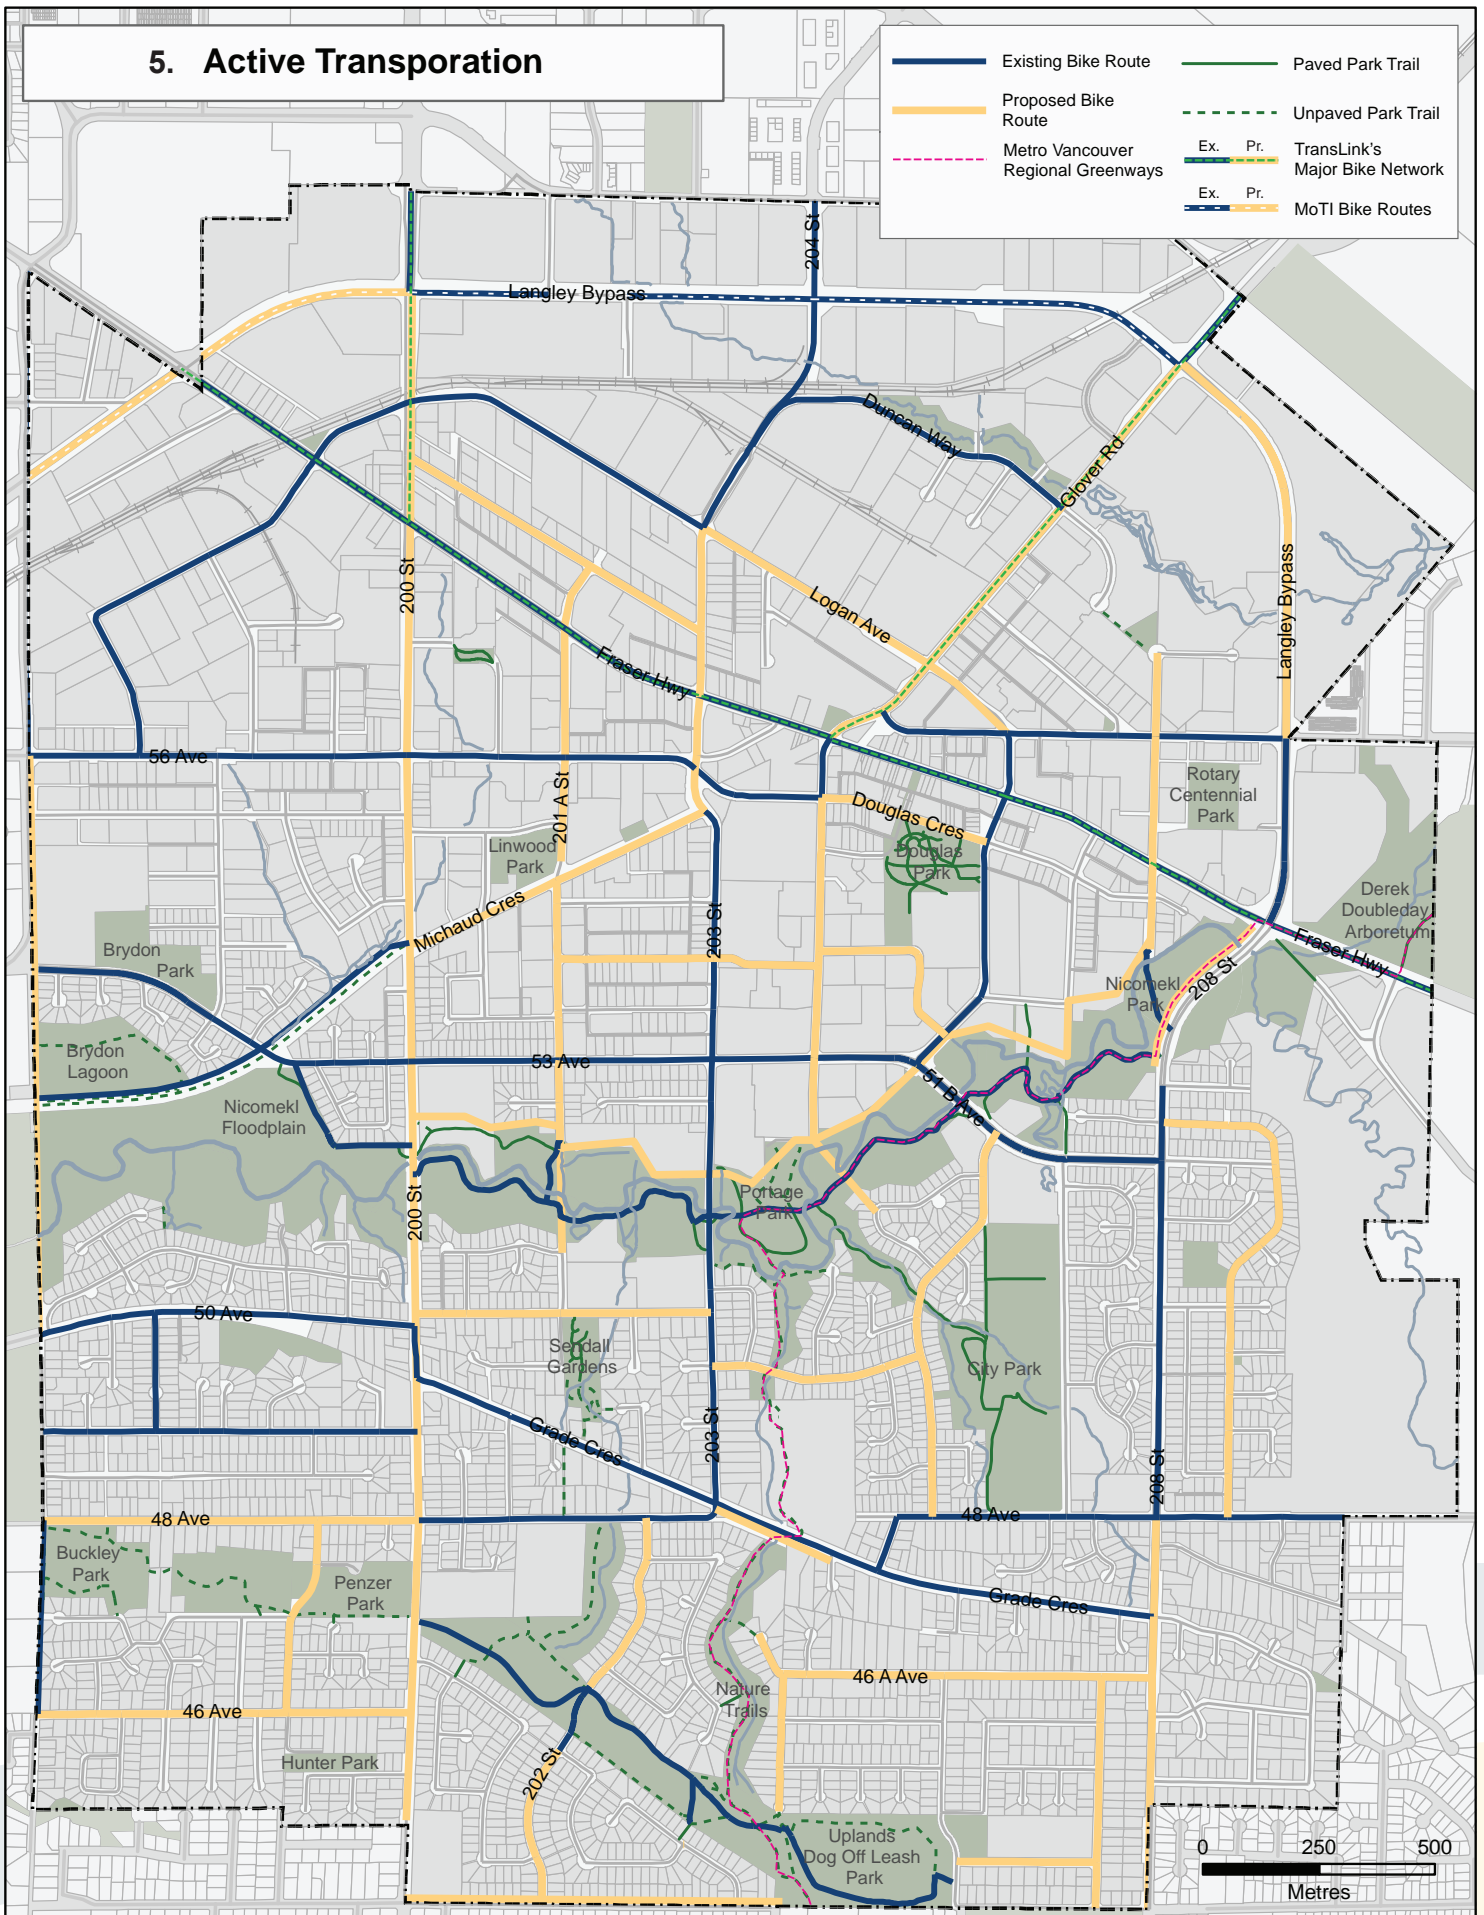 5. Active Transporation
Existing Bike Route
Proposed Bike
Route
Metro Vancouver
Regional Greenways
Paved Park Trail
Unpaved Park Trail
Ex. Pr.
TransLink's
Major Bike Network
Ex. Pr.
MoTI Bike Routes
204 St
Langley Bypass
Duncan Way
Glover Rd
200 St
Logan Ave
Langley Bypass
Fraser Hwy
56 Ave
201 A St
Rotary
Centennial
Park
Douglas Cres
Linwood
Park
Douglas
Park
Derek
Doubleday
Arboretum
Michaud Cres
203 St
Brydon
Park
Fraser Hwy
208 St
Nicomekl
Park
Brydon
Lagoon
53 Ave
51 B Ave
Nicomekl
Floodplain
200 St
Portage
Park
50 Ave
Sendall
Gardens
City Park
203 St
Grade Cres
208 St
48 Ave
48 Ave
Buckley
Park
Penzer
Park
Grade Cres
46 A Ave
Nature
Trails
46 Ave
Hunter Park
202 St
Uplands
Dog Off Leash
Park
0 250 500
Metres